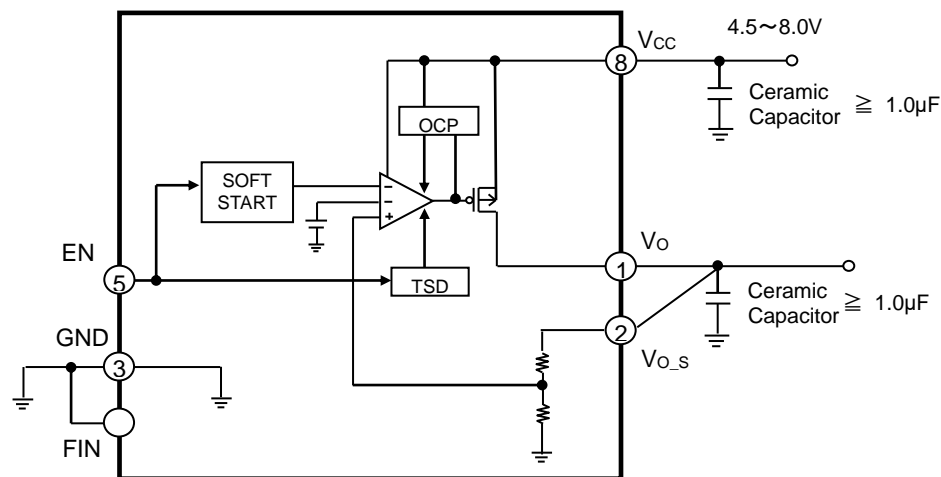 VCC
4.5～8.0V
8
Ceramic
Capacitor ≧ 1.0µF
OCP
SOFT
START
−
−
+
EN
5
TSD
VO
1
Ceramic
Capacitor ≧ 1.0µF
2
VO_S
GND
3
FIN